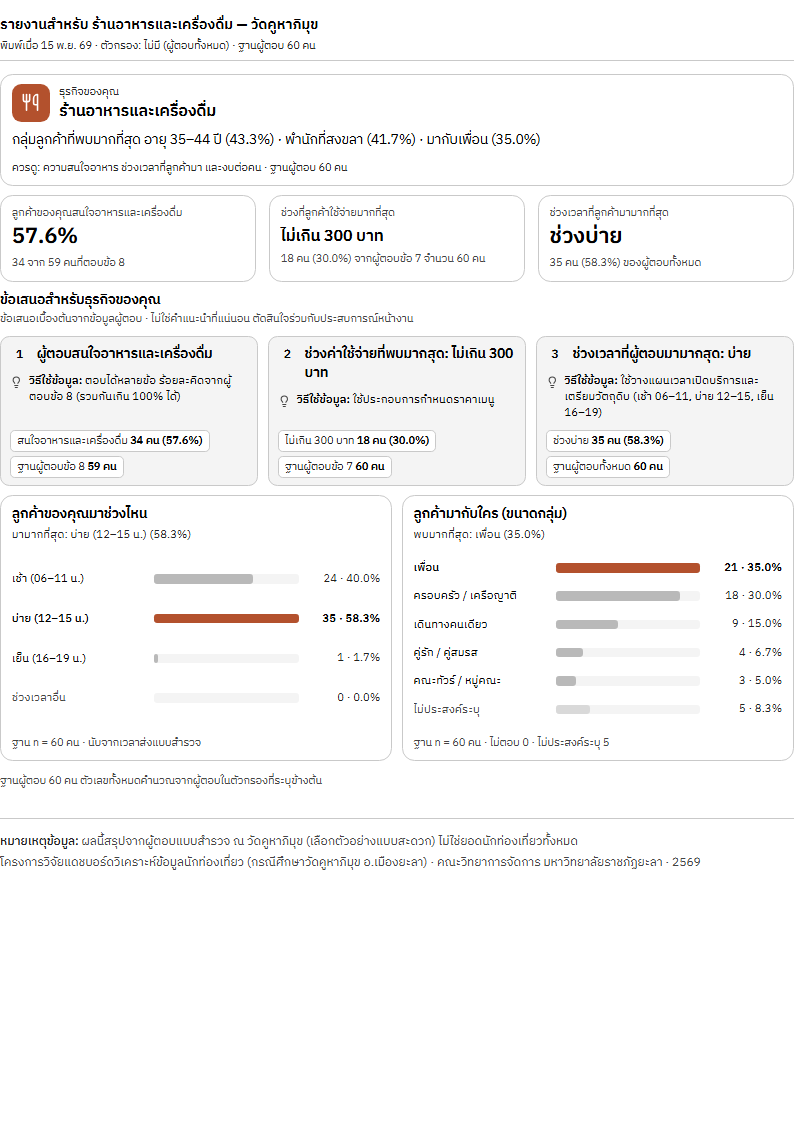 รายงานสำหรับ ร้านอาหารและเครื่องดื่ม — วัดคูหาภิมุข
พิมพ์เมื่อ 15 พ.ย. 69 · ตัวกรอง: ไม่มี (ผู้ตอบทั้งหมด) · ฐานผู้ตอบ 60 คน
ธุรกิจของคุณ
ร้านอาหารและเครื่องดื่ม
กลุ่มลูกค้าที่พบมากที่สุด อายุ 35–44 ปี (43.3%) · พำนักที่สงขลา (41.7%) · มากับเพื่อน (35.0%)
ควรดู: ความสนใจอาหาร ช่วงเวลาที่ลูกค้ามา และงบต่อคน · ฐานผู้ตอบ 60 คน
ลูกค้าของคุณสนใจอาหารและเครื่องดื่ม
57.6%
34 จาก 59 คนที่ตอบข้อ 8
ช่วงที่ลูกค้าใช้จ่ายมากที่สุด
ไม่เกิน 300 บาท
18 คน (30.0%) จากผู้ตอบข้อ 7 จำนวน 60 คน
ช่วงเวลาที่ลูกค้ามามากที่สุด
ช่วงบ่าย
35 คน (58.3%) ของผู้ตอบทั้งหมด
ข้อเสนอสำหรับธุรกิจของคุณ
ข้อเสนอเบื้องต้นจากข้อมูลผู้ตอบ · ไม่ใช่คำแนะนำที่แน่นอน ตัดสินใจร่วมกับประสบการณ์หน้างาน
1 ผู้ตอบสนใจอาหารและเครื่องดื่ม
วิธีใช้ข้อมูล: ตอบได้หลายข้อ ร้อยละคิดจากผู้
ตอบข้อ 8 (รวมกันเกิน 100% ได้)
สนใจอาหารและเครื่องดื่ม 34 คน (57.6%)
ฐานผู้ตอบข้อ 8 59 คน
2 ช่วงค่าใช้จ่ายที่พบมากสุด: ไม่เกิน 300
บาท
วิธีใช้ข้อมูล: ใช้ประกอบการกำหนดราคาเมนู
ไม่เกิน 300 บาท 18 คน (30.0%)
ฐานผู้ตอบข้อ 7 60 คน
3 ช่วงเวลาที่ผู้ตอบมามากที่สุด: บ่าย
วิธีใช้ข้อมูล: ใช้วางแผนเวลาเปิดบริการและ
เตรียมวัตถุดิบ (เช้า 06–11, บ่าย 12–15, เย็น
16–19)
ช่วงบ่าย 35 คน (58.3%)
ฐานผู้ตอบทั้งหมด 60 คน
ลูกค้าของคุณมาช่วงไหน
มามากที่สุด: บ่าย (12–15 น.) (58.3%)
เช้า (06–11 น.) 24 · 40.0%
บ่าย (12–15 น.) 35 · 58.3%
เย็น (16–19 น.) 1 · 1.7%
ช่วงเวลาอื่น 0 · 0.0%
ฐาน n = 60 คน · นับจากเวลาส่งแบบสำรวจ
ลูกค้ามากับใคร (ขนาดกลุ่ม)
พบมากที่สุด: เพื่อน (35.0%)
เพื่อน 21 · 35.0%
ครอบครัว / เครือญาติ 18 · 30.0%
เดินทางคนเดียว 9 · 15.0%
คู่รัก / คู่สมรส 4 · 6.7%
คณะทัวร์ / หมู่คณะ 3 · 5.0%
ไม่ประสงค์ระบุ 5 · 8.3%
ฐาน n = 60 คน · ไม่ตอบ 0 · ไม่ประสงค์ระบุ 5
ฐานผู้ตอบ 60 คน ตัวเลขทั้งหมดคำนวณจากผู้ตอบในตัวกรองที่ระบุข้างต้น
หมายเหตุข้อมูล: ผลนี้สรุปจากผู้ตอบแบบสำรวจ ณ วัดคูหาภิมุข (เลือกตัวอย่างแบบสะดวก) ไม่ใช่ยอดนักท่องเที่ยวทั้งหมด
โครงการวิจัยแดชบอร์ดวิเคราะห์ข้อมูลนักท่องเที่ยว (กรณีศึกษาวัดคูหาภิมุข อ.เมืองยะลา) · คณะวิทยาการจัดการ มหาวิทยาลัยราชภัฏยะลา · 2569